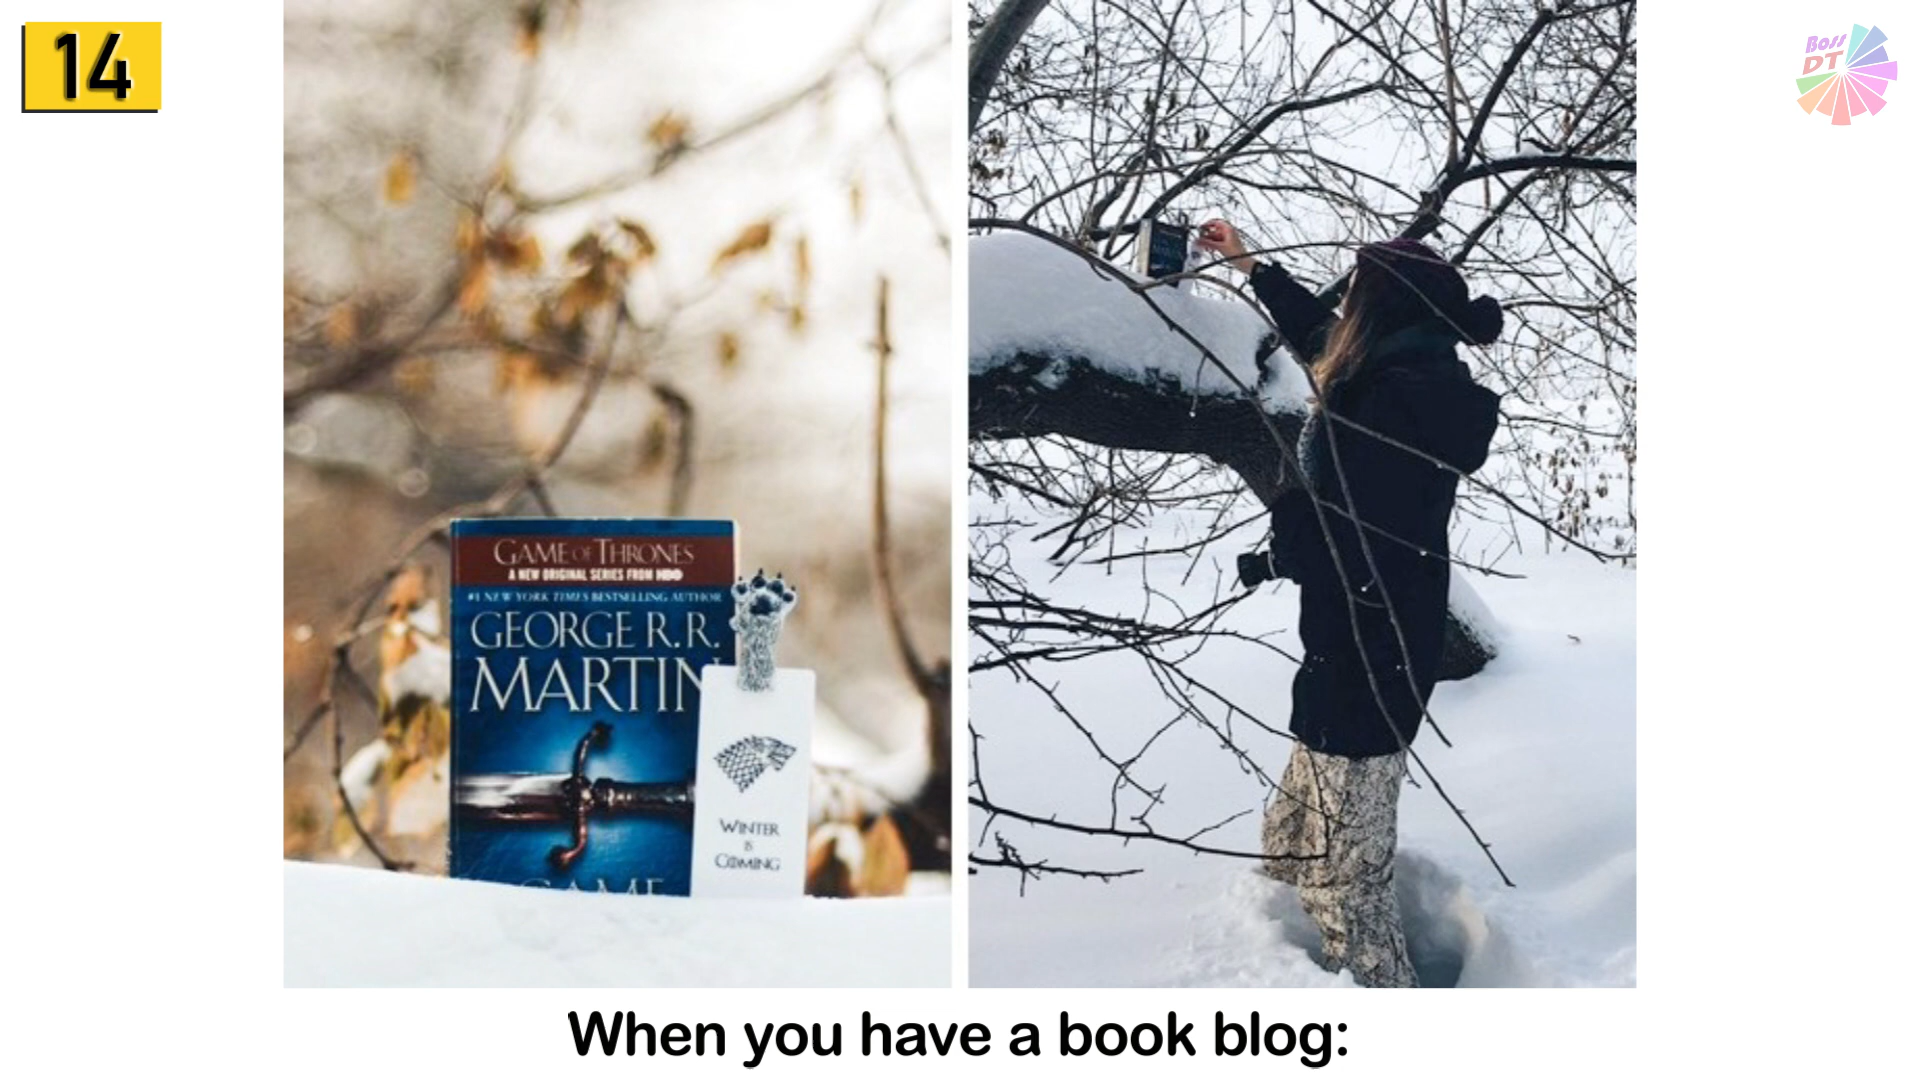 14
Boss
DT
GAME OF THRONES
A NEW ORIGINAL SERIES FROM HBO
#1 NEW YORK TIMES BESTSELLING AUTHOR
GEORGE R.R.
MARTIN
GAME
WINTER
IS
COMING
When you have a book blog: